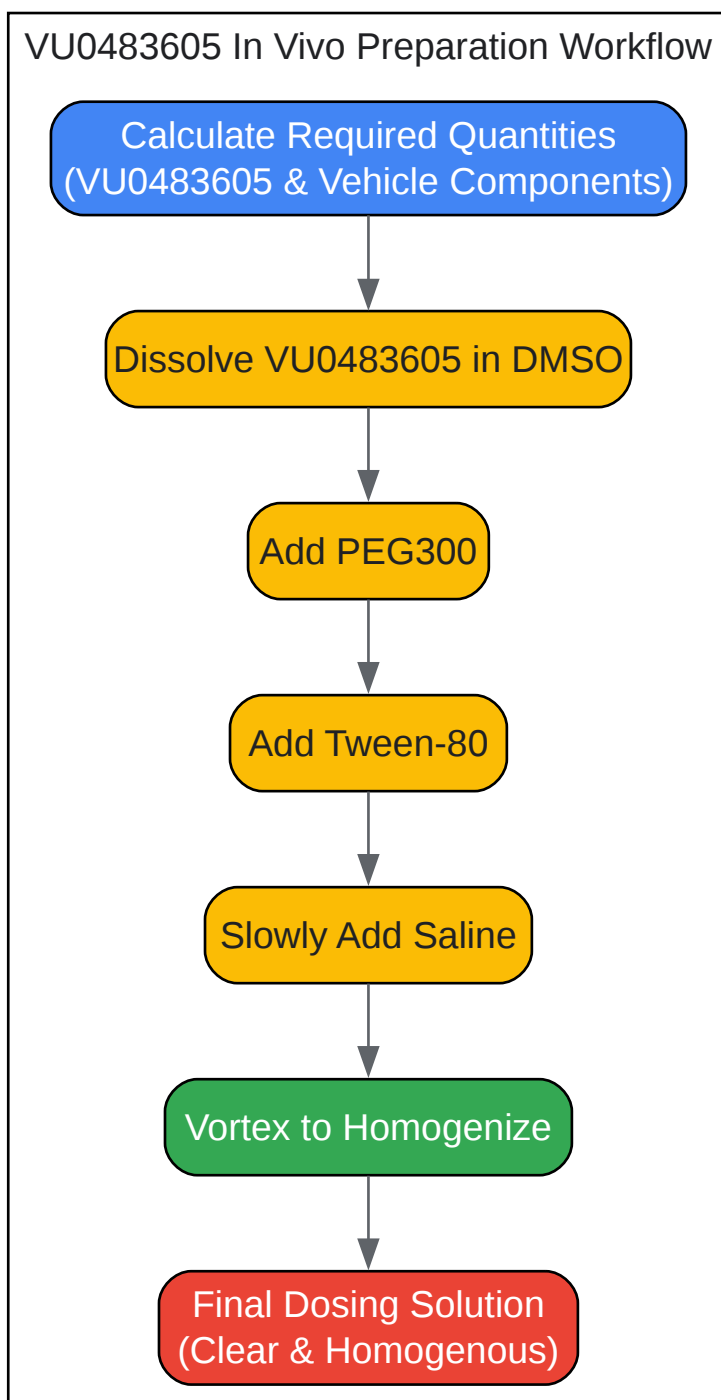 VU0483605 In Vivo Preparation Workflow
Calculate Required Quantities
(VU0483605 & Vehicle Components)
Dissolve VU0483605 in DMSO
Add PEG300
Add Tween-80
Slowly Add Saline
Vortex to Homogenize
Final Dosing Solution
(Clear & Homogenous)